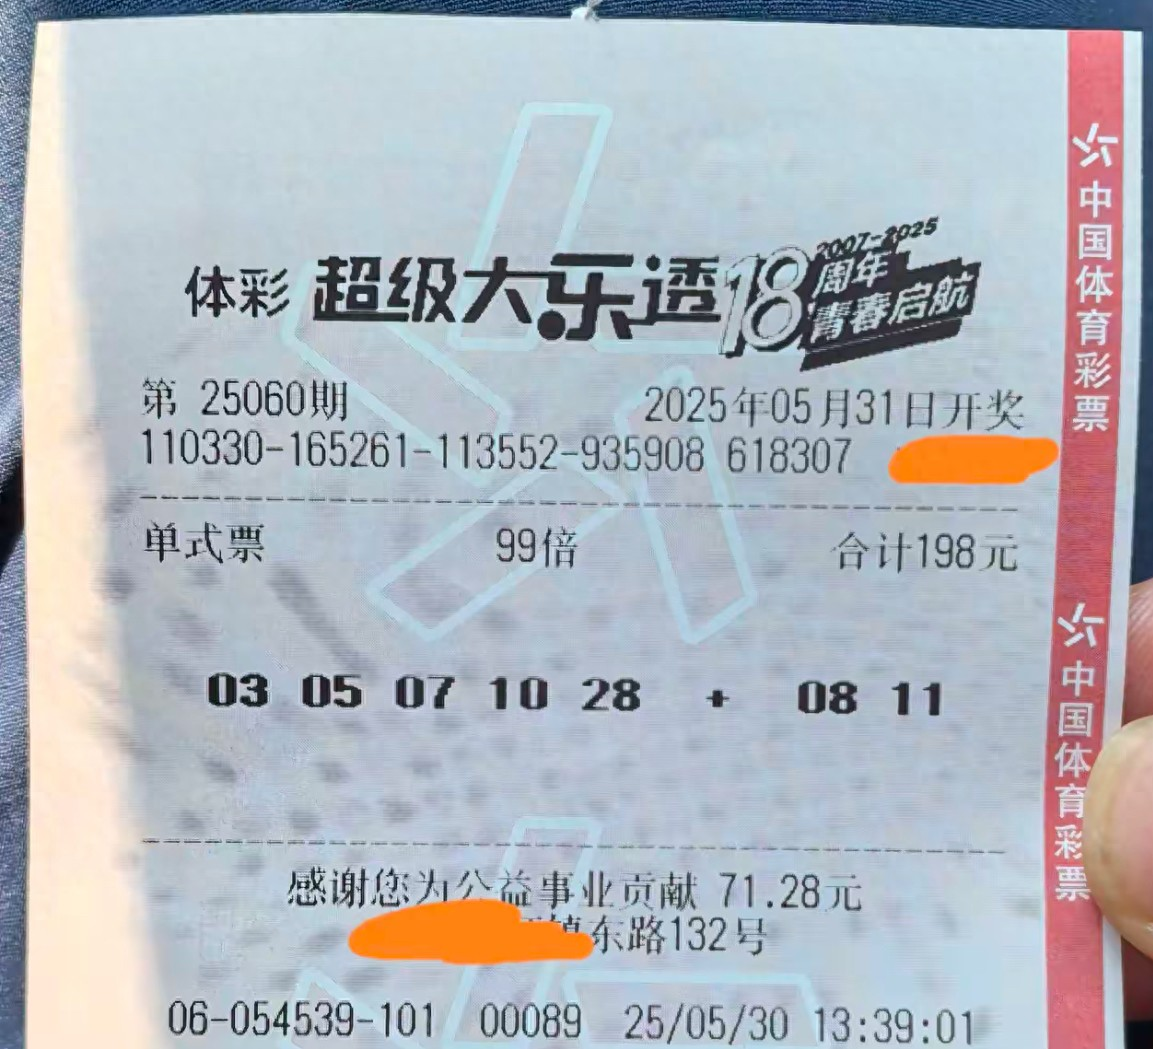 体彩 超级大乐透 18 2007-2025 周年 青春启航
第 25060期 2025年05月31日开奖
110330-165261-113552-935908 618307
单式票 99倍 合计198元
03 05 07 10 28 + 08 11
感谢您为公益事业贡献 71.28元
镇东路132号
06-054539-101 00089 25/05/30 13:39:01
中国体育彩票
中国体育彩票